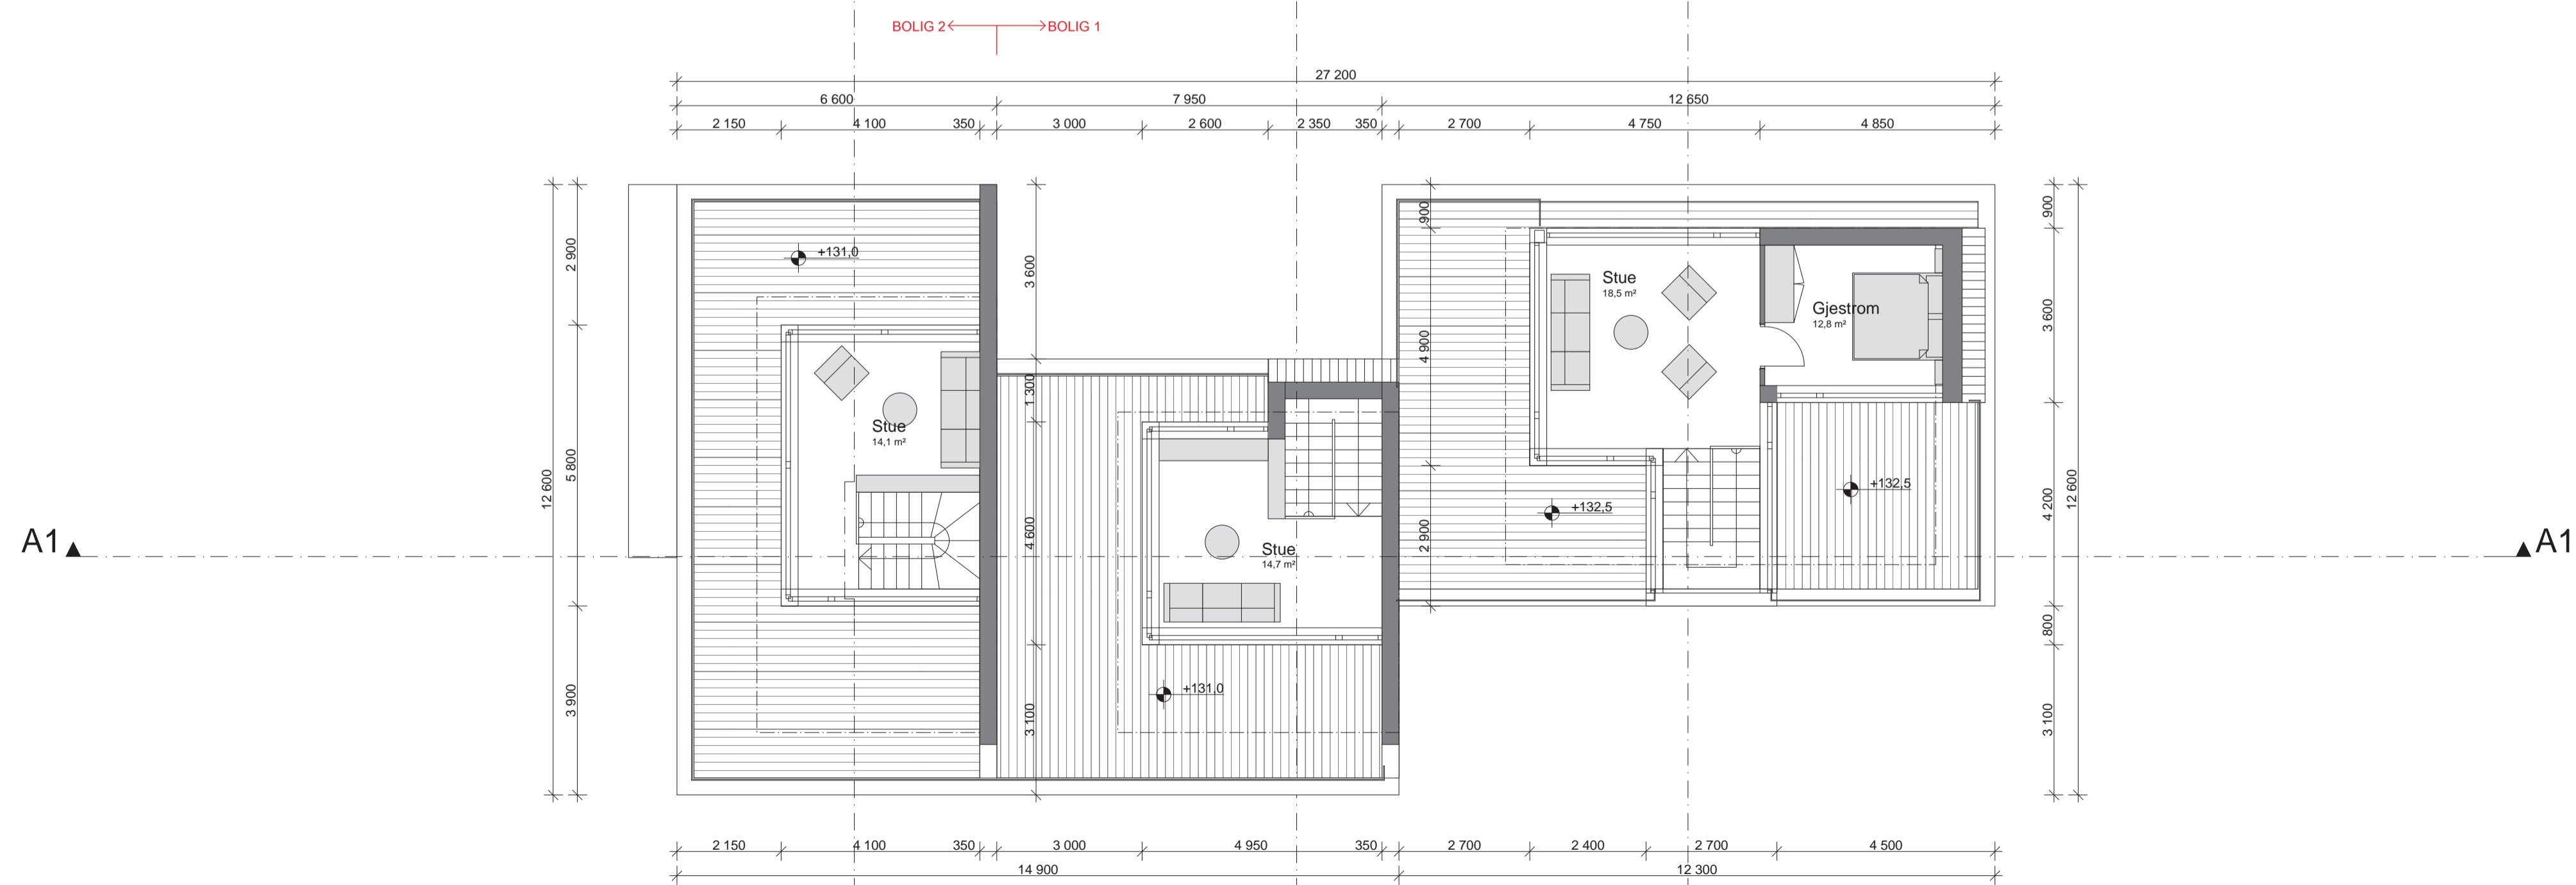 BOLIG 2 BOLIG 1
27 200
6 600 7 950 12 650
2 150 4 100 350 3 000 2 600 2 350 350 2 700 4 750 4 850
900 900
2 900 +131,0 3 600 Stue
18,5 m²
Gjestrom
12,8 m²
3 600
4 900
1 300
Stue
14,1 m²
5 800 12 600
+132,5 +132,5
4 200 12 600
A1 A1
4 600 2 900
Stue
14,7 m²
800
3 900 +131,0
3 100 3 100
2 150 4 100 350 3 000 4 950 350 2 700 2 400 2 700 4 500
14 900 12 300